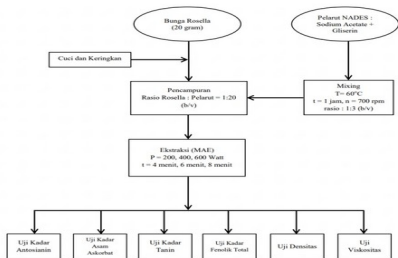 Bunga Rosella
(20 gram)
Pelarut NADES :
Sodium Acetate +
Gliserin
Cuci dan Keringkan
Pencampuran
Rasio Rosella : Pelarut = 1:20
(b/v)
Mixing
T= 60°C
t = 1 jam, n = 700 rpm
rasio : 1:3 (b/v)
Ekstraksi (MAE)
P = 200, 400, 600 Watt
t = 4 menit, 6 menit, 8 menit
Uji Kadar
Antosianin
Uji Kadar
Asam
Askorbat
Uji Kadar
Tanin
Uji Kadar
Fenolik Total
Uji Densitas
Uji
Viskositas